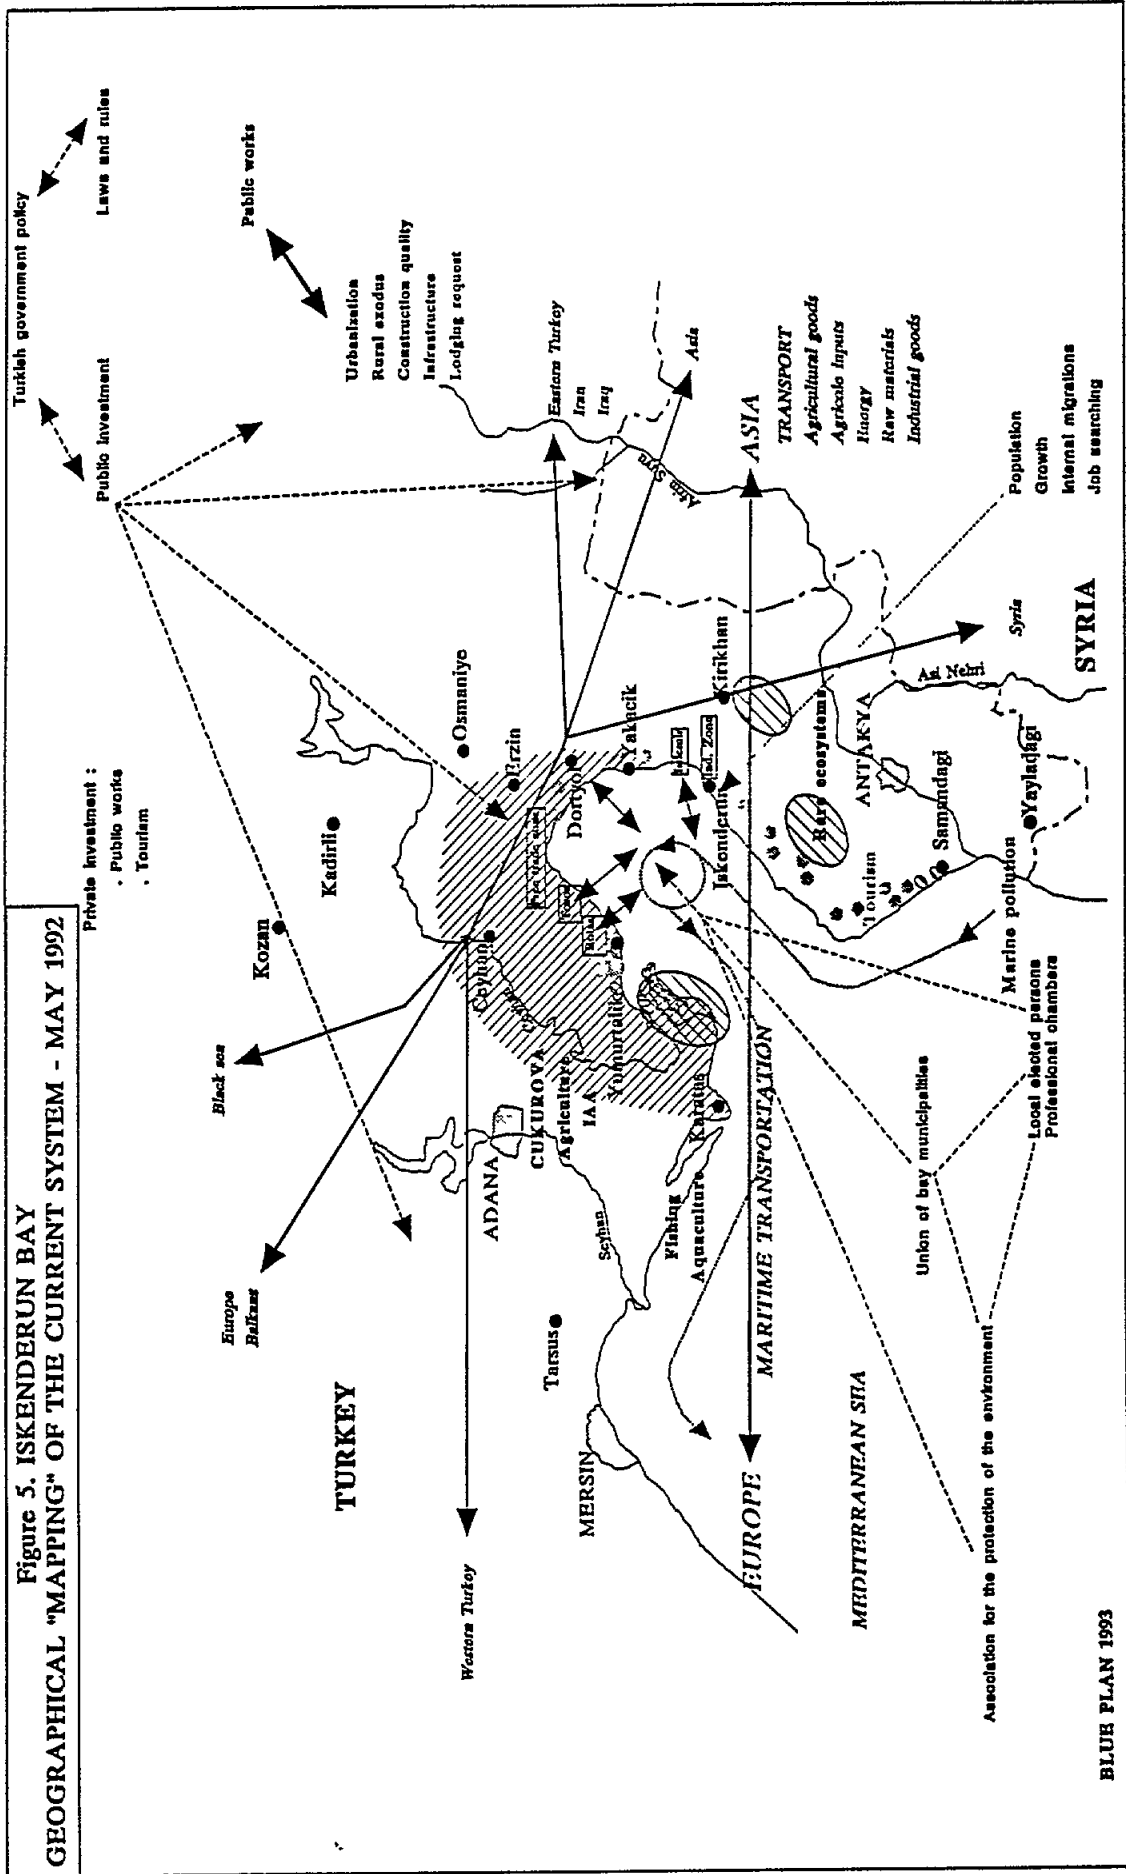 Figure 5. ISKENDERUN BAY
GEOGRAPHICAL "MAPPING" OF THE CURRENT SYSTEM - MAY 1992
Turkish government policy
Public investment
Laws and rules
Private investment :
. Public works
. Tourism
Public works
Urbanization
Rural exodus
Construction quality
Infrastructure
Lodging request
Black sea
Europe
Balkans
Kozan
Kadirli
TURKEY
Western Turkey
Osmaniye
Eastern Turkey
Iran
Iraq
Asia
Ceyhan
Erzin
ADANA
CUKUROVA
Agriculture
IAA
Free trade zone
Dortyol
Yakacik
Tarsus
Seyhan
Yumurtalik
MERSIN
Fishing
Aquaculture
Karatas
Ind. Zone
Iskenderun
Kirikhan
EUROPE
MARITIME TRANSPORTATION
ASIA
TRANSPORT
Agricultural goods
Agricole inputs
Energy
Raw materials
Industrial goods
Rare ecosystems
ANTAKYA
Tourism
Samandagi
Asi Nehri
Syria
MEDITERRANEAN SEA
Population
Growth
Internal migrations
Job searching
Yayladagi
SYRIA
Marine pollution
Union of bay municipalities
Local elected persons
Professional chambers
Association for the protection of the environment
BLUE PLAN 1993